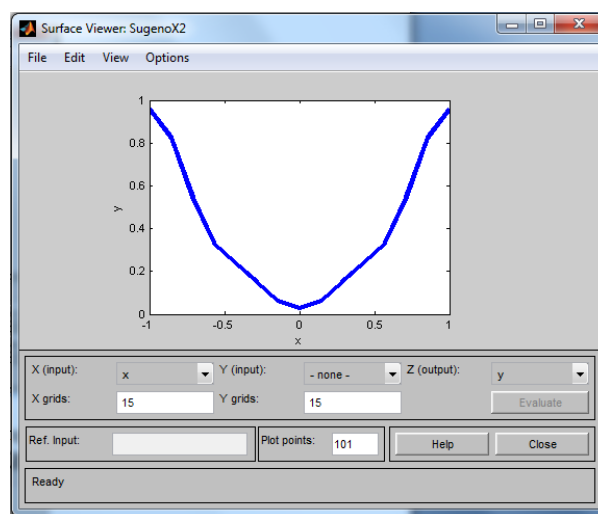 Surface Viewer: SugenoX2
File Edit View Options
1
0.8
0.6
0.4
0.2
0
y
-1 -0.5 0 0.5 1
x
X (input): x Y (input): - none - Z (output): y
X grids: 15 Y grids: 15 Evaluate
Ref. Input: Plot points: 101 Help Close
Ready